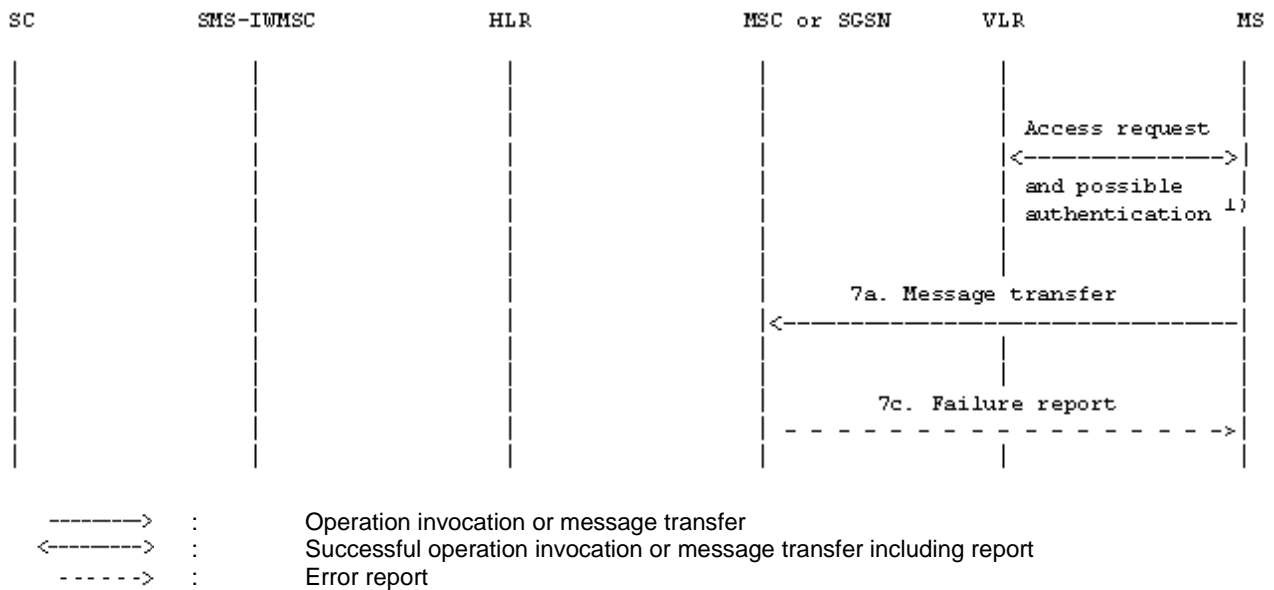 SC SMS-IWMSC HLR MSC or SGSN VLR MS
Access request
and possible
authentication 1)
7a. Message transfer
7c. Failure report
: Operation invocation or message transfer
: Successful operation invocation or message transfer including report
: Error report